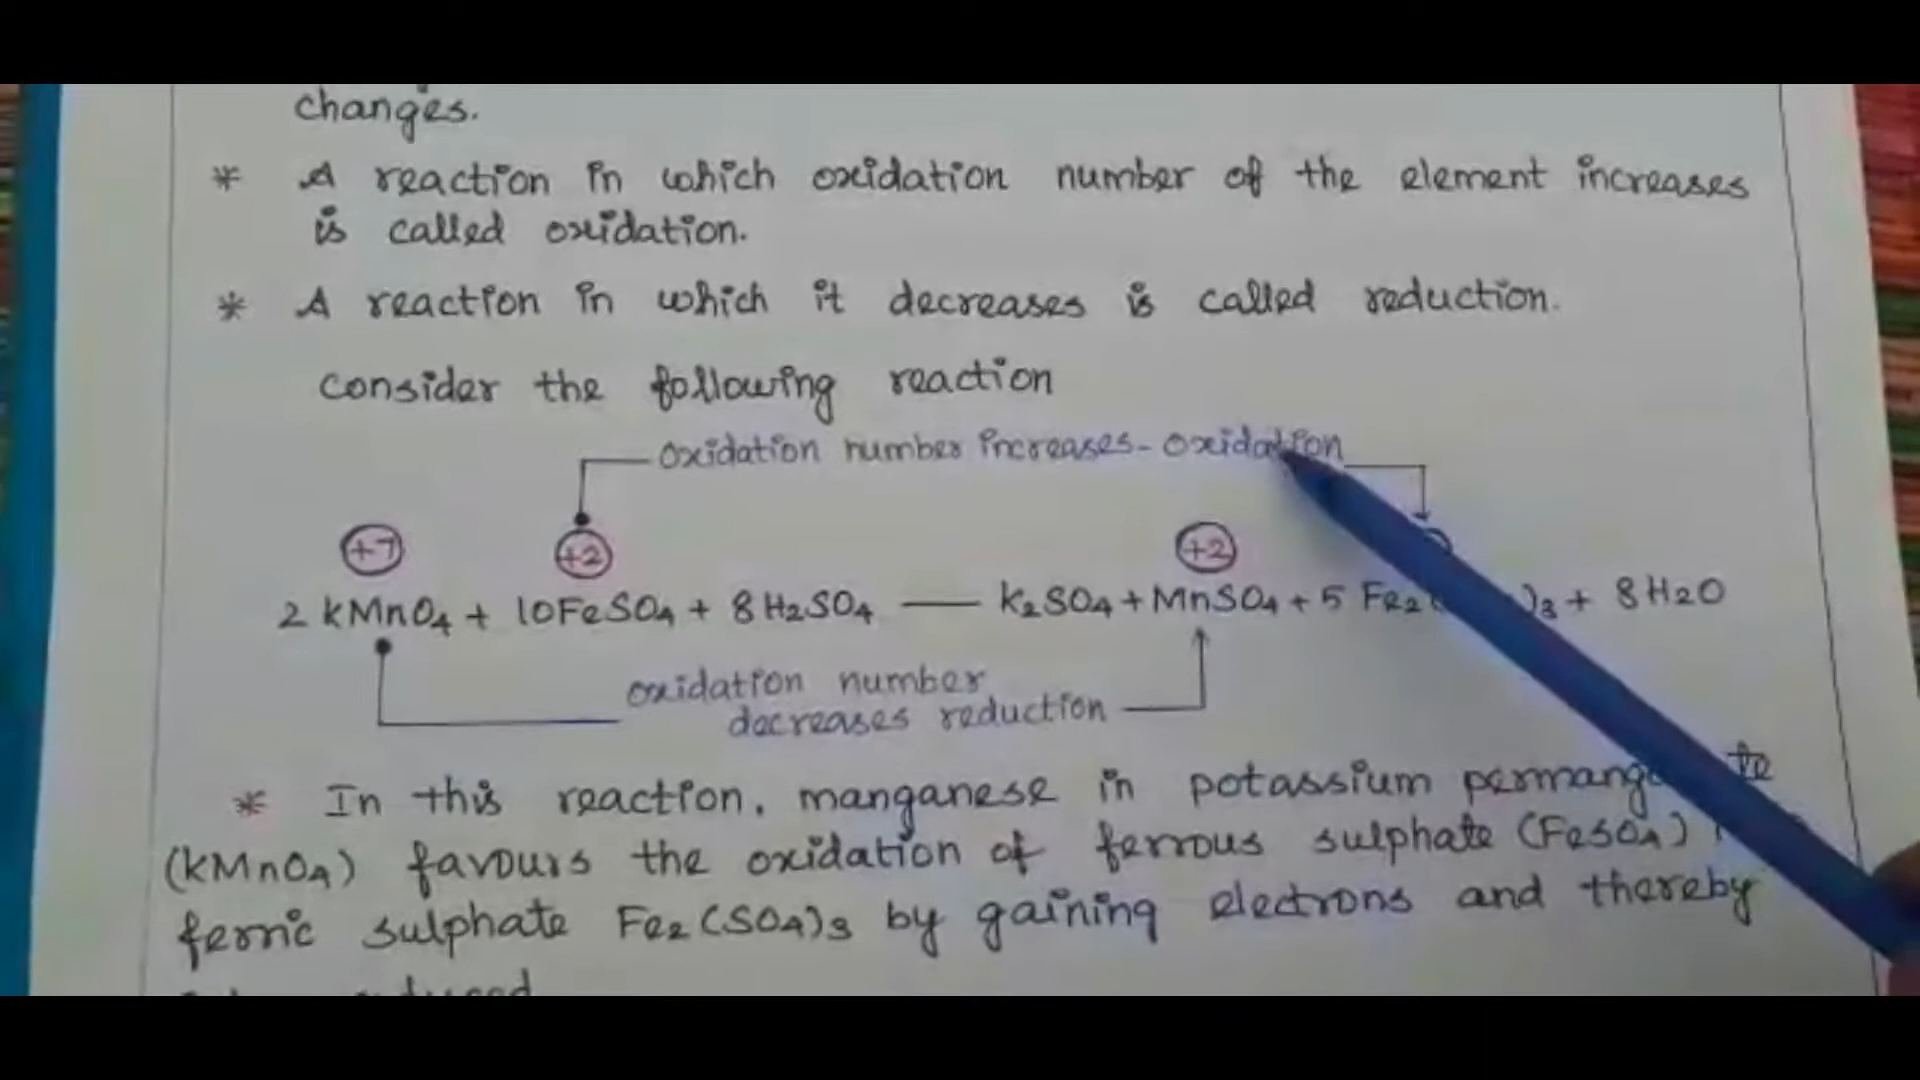 changes.
* A reaction in which oxidation number of the element increases
is called oxidation.
* A reaction in which it decreases is called reduction.
Consider the following reaction
oxidation number increases - oxidation
+7 +2 +2
2 KMnO4 + 10FeSO4 + 8 H2SO4 — K2SO4 + MnSO4 + 5 Fe2 )3 + 8 H2O
oxidation number
decreases reduction
* In this reaction, manganese in potassium
(KMnO4) favours the oxidation of ferrous sulphate (FeSO4)
ferric sulphate Fe2 (SO4)3 by gaining electrons and thereby